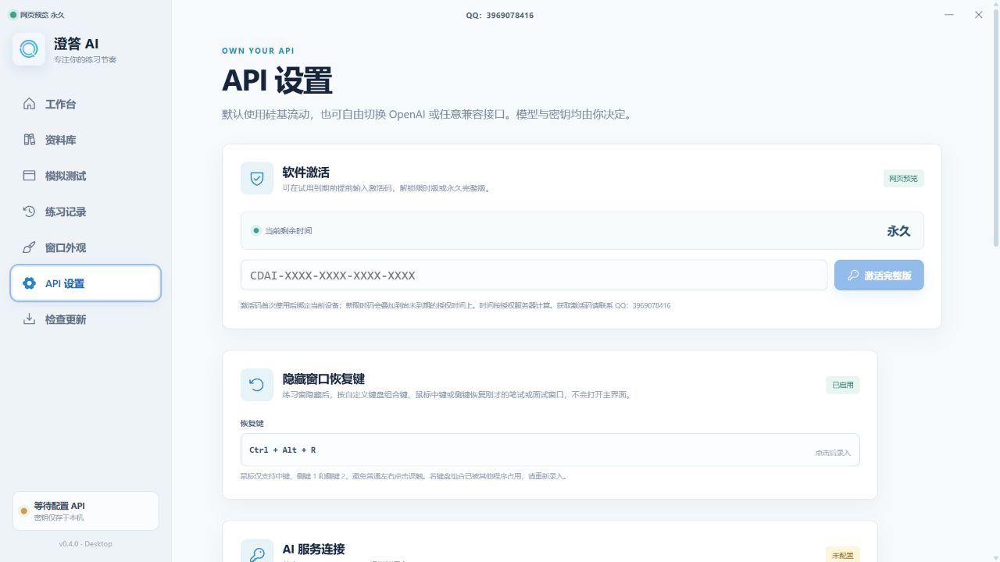 网页预览 永久
QQ：3969078416
澄答 AI
专注你的练习节奏
工作台
资料库
模拟测试
练习记录
窗口外观
API 设置
检查更新
等待配置 API
密钥仅存于本机
v0.4.0 · Desktop
OWN YOUR API
API 设置
默认使用硅基流动，也可自由切换 OpenAI 或任意兼容接口。模型与密钥均由你决定。
软件激活
可在试用到期前提前输入激活码，解锁限时版或永久完整版。
网页预览
当前剩余时间
永久
CDAI-XXXX-XXXX-XXXX-XXXX
激活完整版
激活码首次使用后绑定当前设备；新限时码会叠加到尚未到期的授权时间上。时间按授权服务器计算。获取激活码请联系 QQ：3969078416
隐藏窗口恢复键
练习窗隐藏后，按自定义键盘组合键、鼠标中键或侧键恢复刚才的笔试或面试窗口，不会打开主界面。
已启用
恢复键
Ctrl + Alt + R
点击后录入
鼠标仅支持中键、侧键 1 和侧键 2，避免普通左右点击误触。若键盘组合已被其他程序占用，请重新录入。
AI 服务连接
未配置